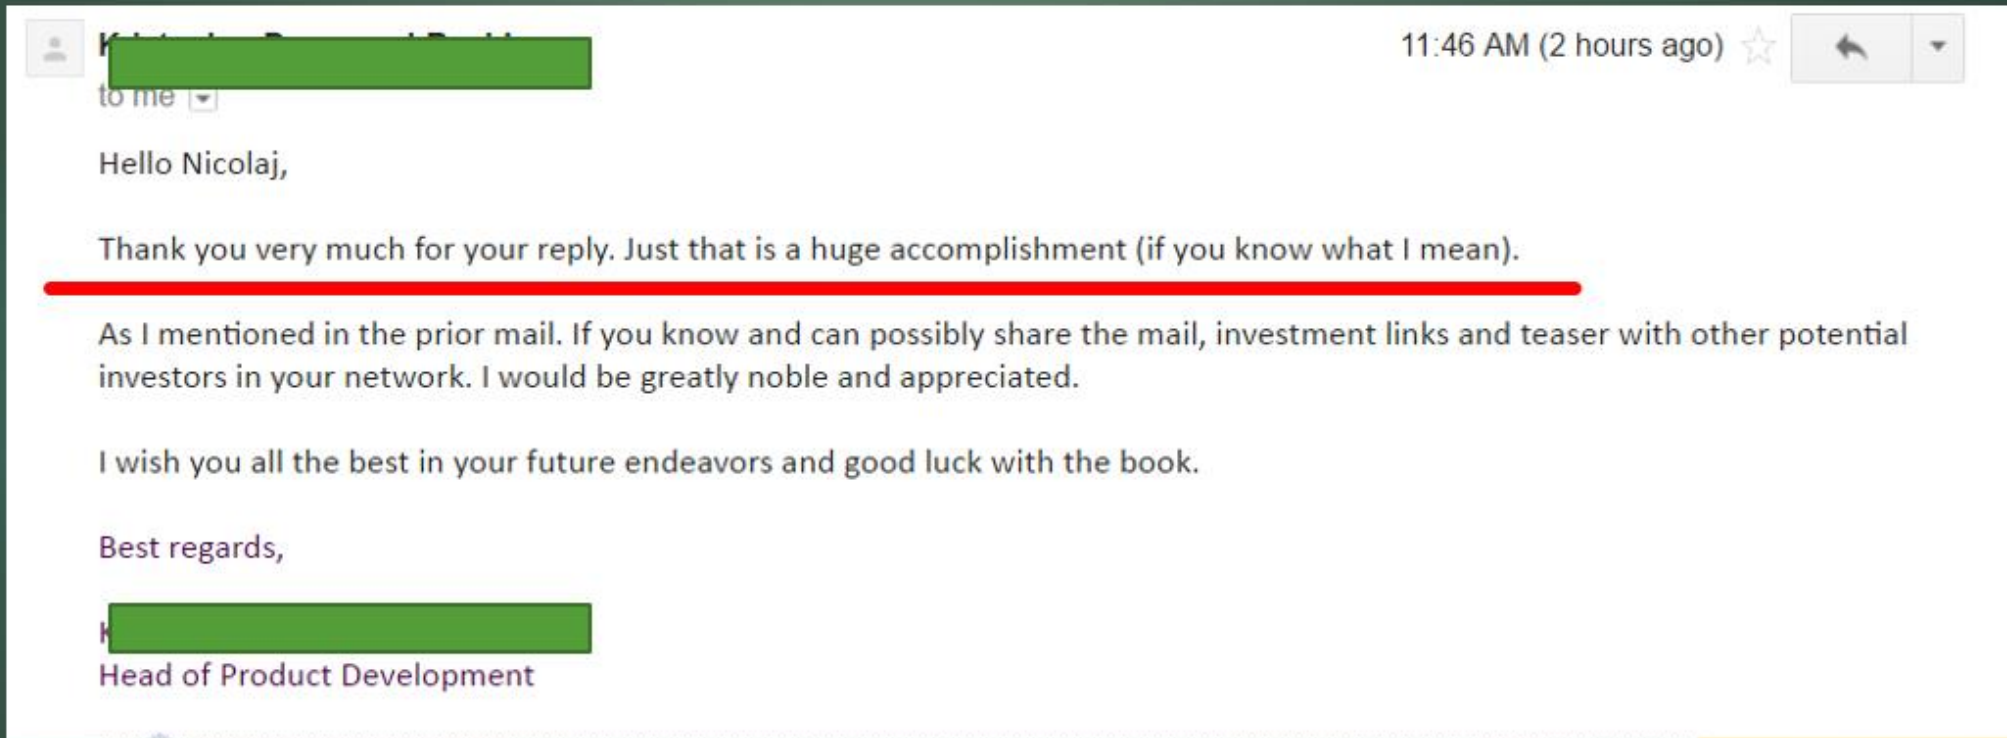 11:46 AM (2 hours ago)
to me
Hello Nicolaj,
Thank you very much for your reply. Just that is a huge accomplishment (if you know what I mean).
As I mentioned in the prior mail. If you know and can possibly share the mail, investment links and teaser with other potential
investors in your network. I would be greatly noble and appreciated.
I wish you all the best in your future endeavors and good luck with the book.
Best regards,
Head of Product Development